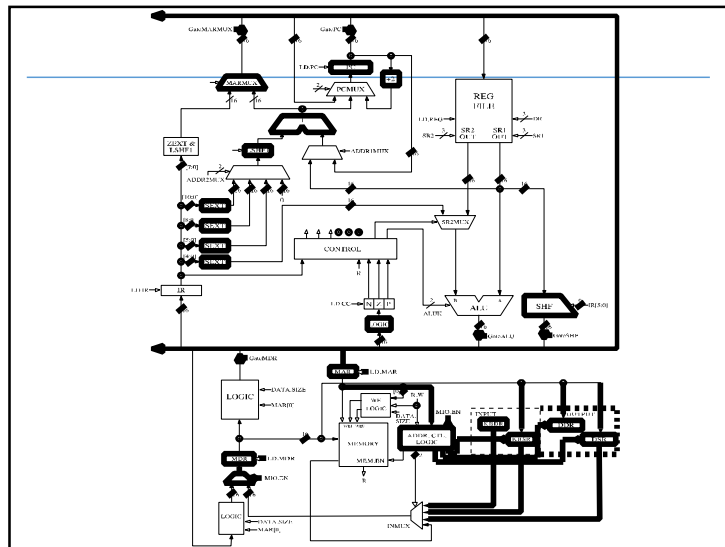 GateMARMUX
GatePC
LD.PC
PC
+2
MARMUX
PCMUX
REG
FILE
LD.REG
SR2
OUT
SR1
OUT
DR
SR2
SR1
ZEXT &
LSHF1
LSHF1
ADDR1MUX
[7:0]
ADDR2MUX
0
[10:0]
SEXT
[8:0]
SEXT
[5:0]
SEXT
[4:0]
SEXT
SR2MUX
CONTROL
R
LD.IR
IR
LD.CC
N Z P
LOGIC
ALUK
B
A
ALU
SHF
IR[5:0]
GateALU
GateSHF
GateMDR
MAR
LD.MAR
LOGIC
DATA.SIZE
MAR[0]
WE
LOGIC
R.W
DATA.
SIZE
MIO.EN
INPUT
OUTPUT
KBDR
DDR
ADDR. CTL.
LOGIC
KBSR
DSR
MEMORY
MEM.EN
R
MDR
LD.MDR
MIO.EN
LOGIC
DATA.SIZE
MAR[0]
INMUX